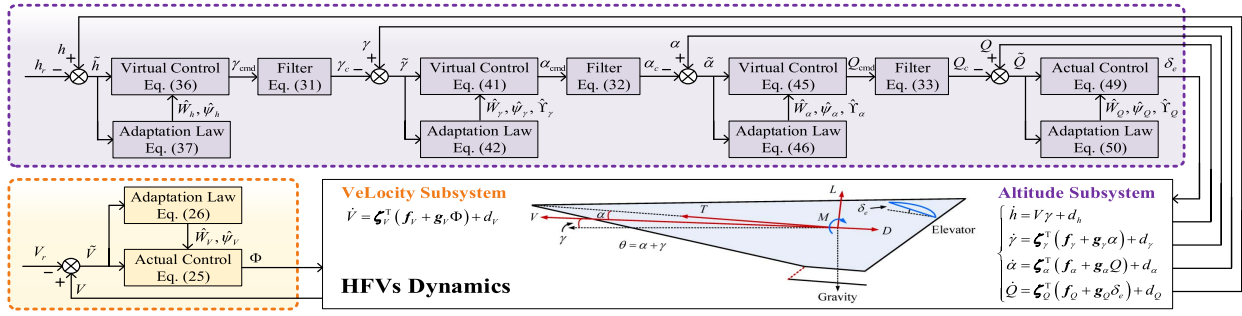 h
h_r − + h̃
Virtual Control
Eq. (36)
γ_cmd
Filter
Eq. (31)
γ_c − + γ
γ̃
Virtual Control
Eq. (41)
α_cmd
Filter
Eq. (32)
α_c − + α
α̃
Virtual Control
Eq. (45)
Q_cmd
Filter
Eq. (33)
Q_c − + Q
Q̃
Actual Control
Eq. (49)
δ_e
Ŵ_h, ψ̂_h
Adaptation Law
Eq. (37)
Ŵ_γ, ψ̂_γ, Υ̂_γ
Adaptation Law
Eq. (42)
Ŵ_α, ψ̂_α, Υ̂_α
Adaptation Law
Eq. (46)
Ŵ_Q, ψ̂_Q, Υ̂_Q
Adaptation Law
Eq. (50)
Adaptation Law
Eq. (26)
Ŵ_V, ψ̂_V
V_r − + Ṽ
V
Actual Control
Eq. (25)
Φ
VeLocity Subsystem
V̇ = ζ_V^T (f_V + g_V Φ) + d_V
HFVs Dynamics
V
α
γ
T
θ = α + γ
L
M
D
δ_e
Elevator
Gravity
Altitude Subsystem
ḣ = Vγ + d_h
γ̇ = ζ_γ^T (f_γ + g_γ α) + d_γ
α̇ = ζ_α^T (f_α + g_α Q) + d_α
Q̇ = ζ_Q^T (f_Q + g_Q δ_e) + d_Q